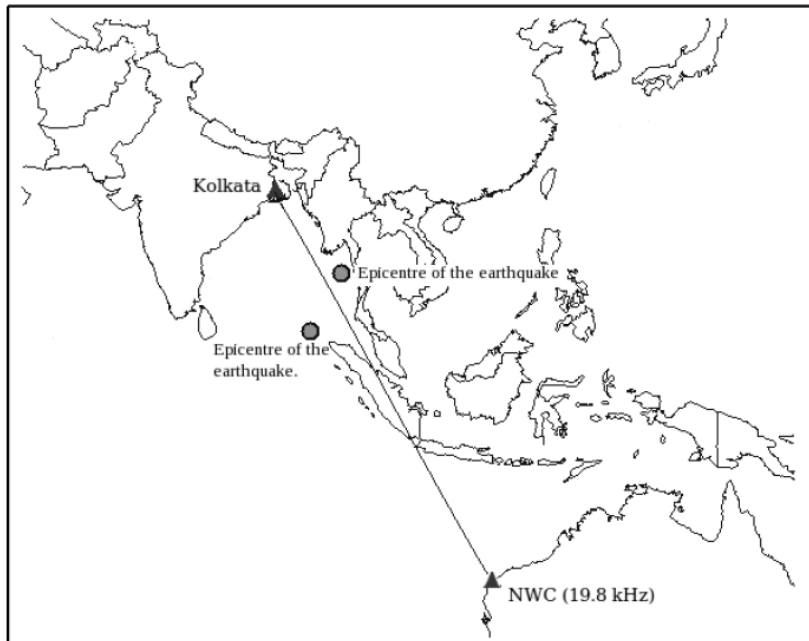 Kolkata
Epicentre of the earthquake
Epicentre of the
earthquake.
NWC (19.8 kHz)